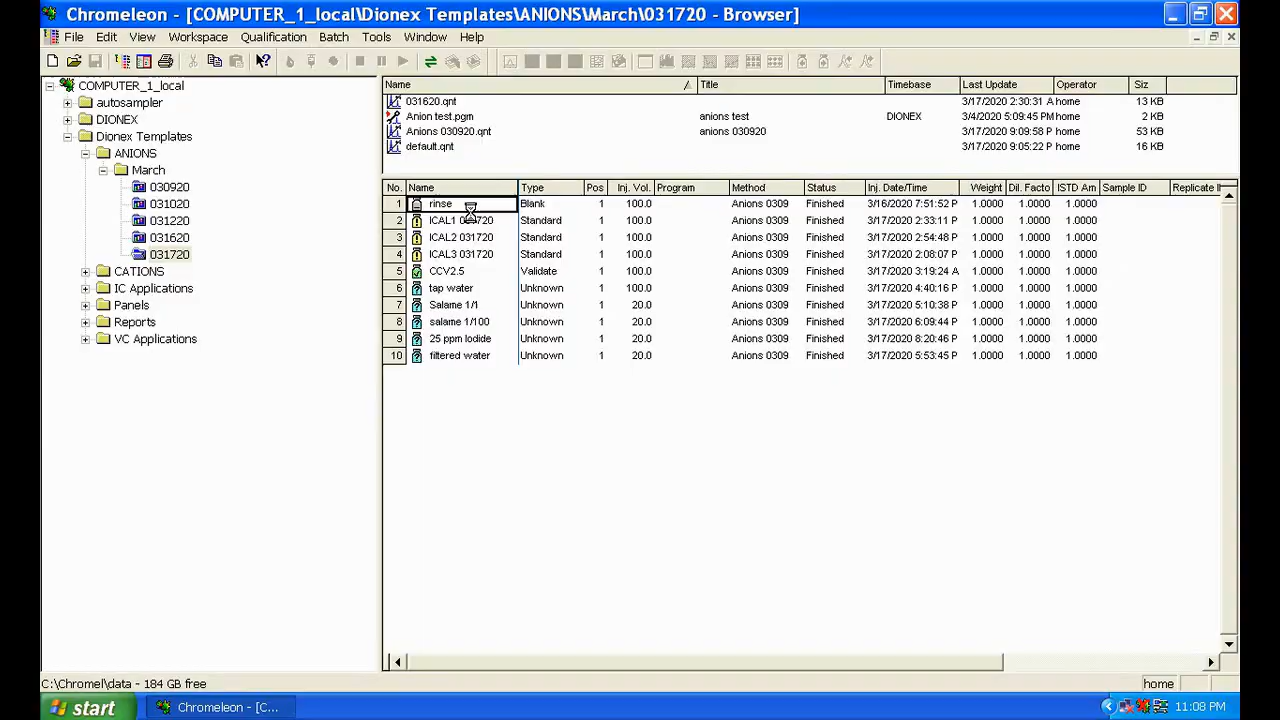 Chromeleon - [COMPUTER_1_local\Dionex Templates\ANIONS\March\031720 - Browser]
File Edit View Workspace Qualification Batch Tools Window Help
COMPUTER_1_local
autosampler
DIONEX
Dionex Templates
ANIONS
March
030920
031020
031220
031620
031720
CATIONS
IC Applications
Panels
Reports
VC Applications
Name Title Timebase Last Update Operator Siz
031620.qnt 3/17/2020 2:30:31 A home 13 KB
Anion test.pgm anions test DIONEX 3/4/2020 5:09:45 PM home 2 KB
Anions 030920.qnt anions 030920 3/17/2020 9:09:58 P home 53 KB
default.qnt 3/17/2020 9:05:22 P home 16 KB
No. Name Type Pos Inj. Vol. Program Method Status Inj. Date/Time Weight Dil. Facto ISTD Am Sample ID Replicate I
1 rinse Blank 1 100.0 Anions 0309 Finished 3/16/2020 7:51:52 P 1.0000 1.0000 1.0000
2 ICAL1 031720 Standard 1 100.0 Anions 0309 Finished 3/17/2020 2:33:11 P 1.0000 1.0000 1.0000
3 ICAL2 031720 Standard 1 100.0 Anions 0309 Finished 3/17/2020 2:54:48 P 1.0000 1.0000 1.0000
4 ICAL3 031720 Standard 1 100.0 Anions 0309 Finished 3/17/2020 2:08:07 P 1.0000 1.0000 1.0000
5 CCV2.5 Validate 1 100.0 Anions 0309 Finished 3/17/2020 3:19:24 A 1.0000 1.0000 1.0000
6 tap water Unknown 1 100.0 Anions 0309 Finished 3/17/2020 4:40:16 P 1.0000 1.0000 1.0000
7 Salame 1/1 Unknown 1 20.0 Anions 0309 Finished 3/17/2020 5:10:38 P 1.0000 1.0000 1.0000
8 salame 1/100 Unknown 1 20.0 Anions 0309 Finished 3/17/2020 6:09:44 P 1.0000 1.0000 1.0000
9 25 ppm Iodide Unknown 1 20.0 Anions 0309 Finished 3/17/2020 8:20:46 P 1.0000 1.0000 1.0000
10 filtered water Unknown 1 20.0 Anions 0309 Finished 3/17/2020 5:53:45 P 1.0000 1.0000 1.0000
C:\Chromel\data - 184 GB free home
start Chromeleon - [C... 11:08 PM